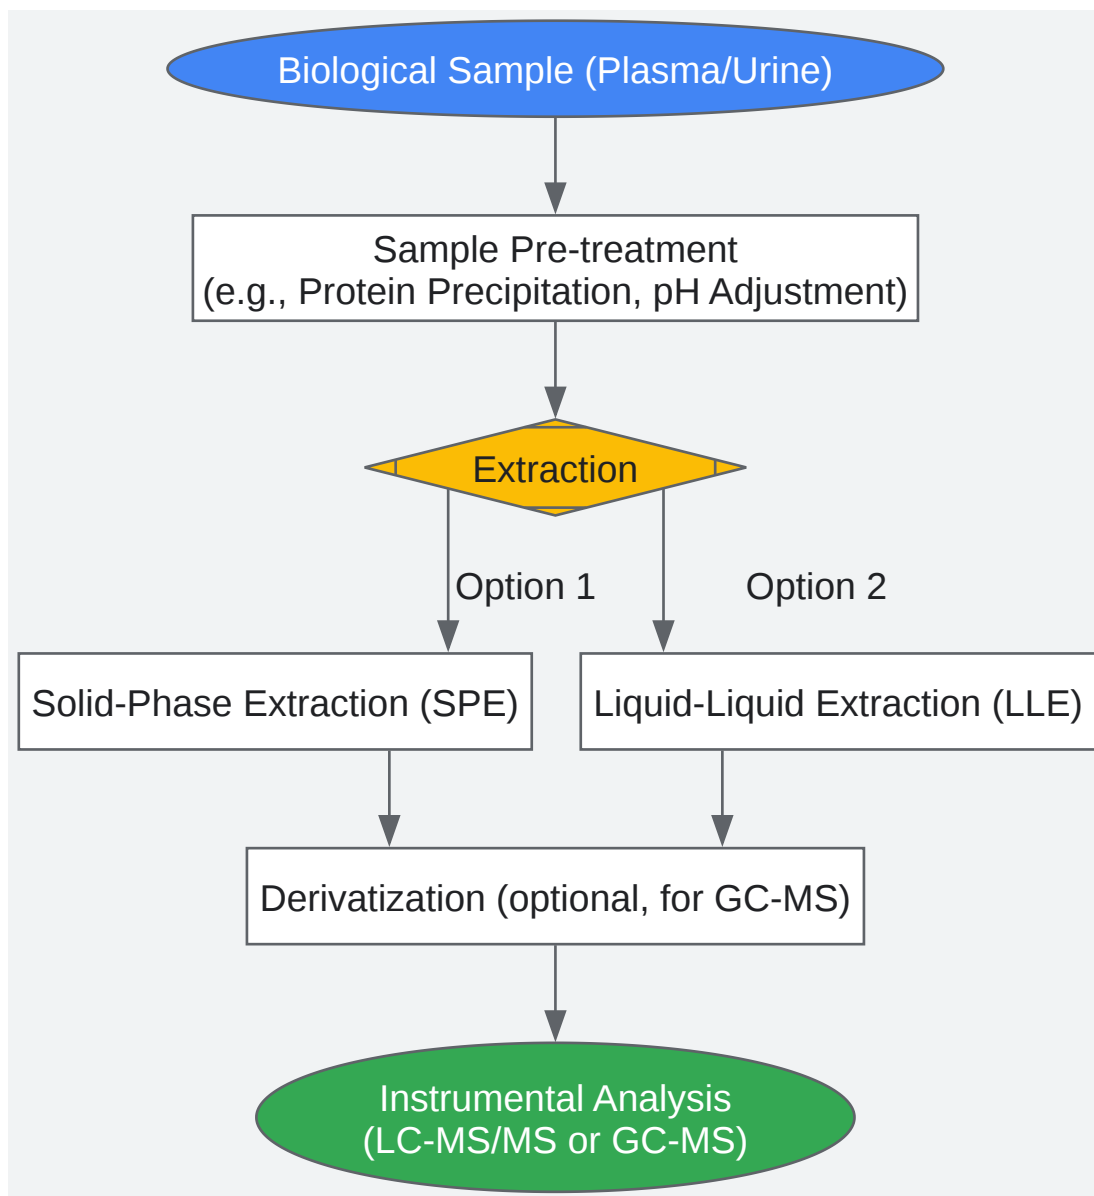 Biological Sample (Plasma/Urine)
Sample Pre-treatment
(e.g., Protein Precipitation, pH Adjustment)
Extraction
Option 1
Option 2
Solid-Phase Extraction (SPE)
Liquid-Liquid Extraction (LLE)
Derivatization (optional, for GC-MS)
Instrumental Analysis
(LC-MS/MS or GC-MS)